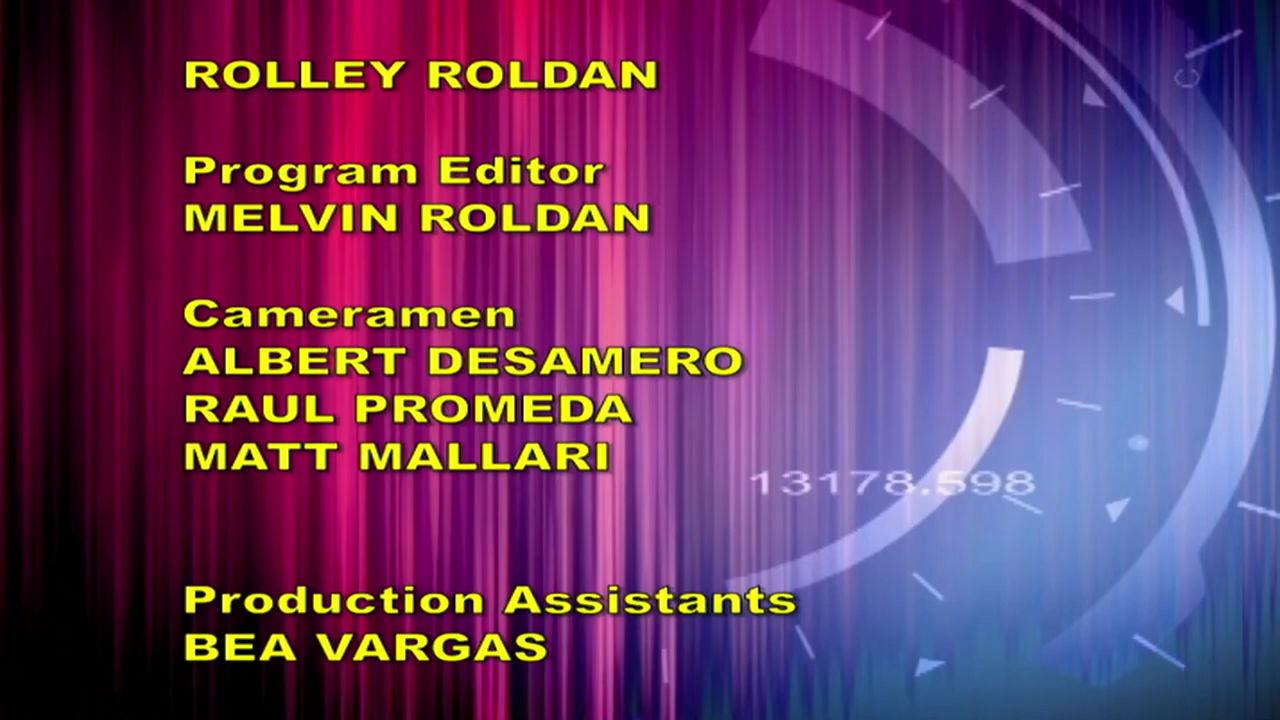 ROLLEY ROLDAN
Program Editor
MELVIN ROLDAN
Cameramen
ALBERT DESAMERO
RAUL PROMEDA
MATT MALLARI
13178.598
Production Assistants
BEA VARGAS